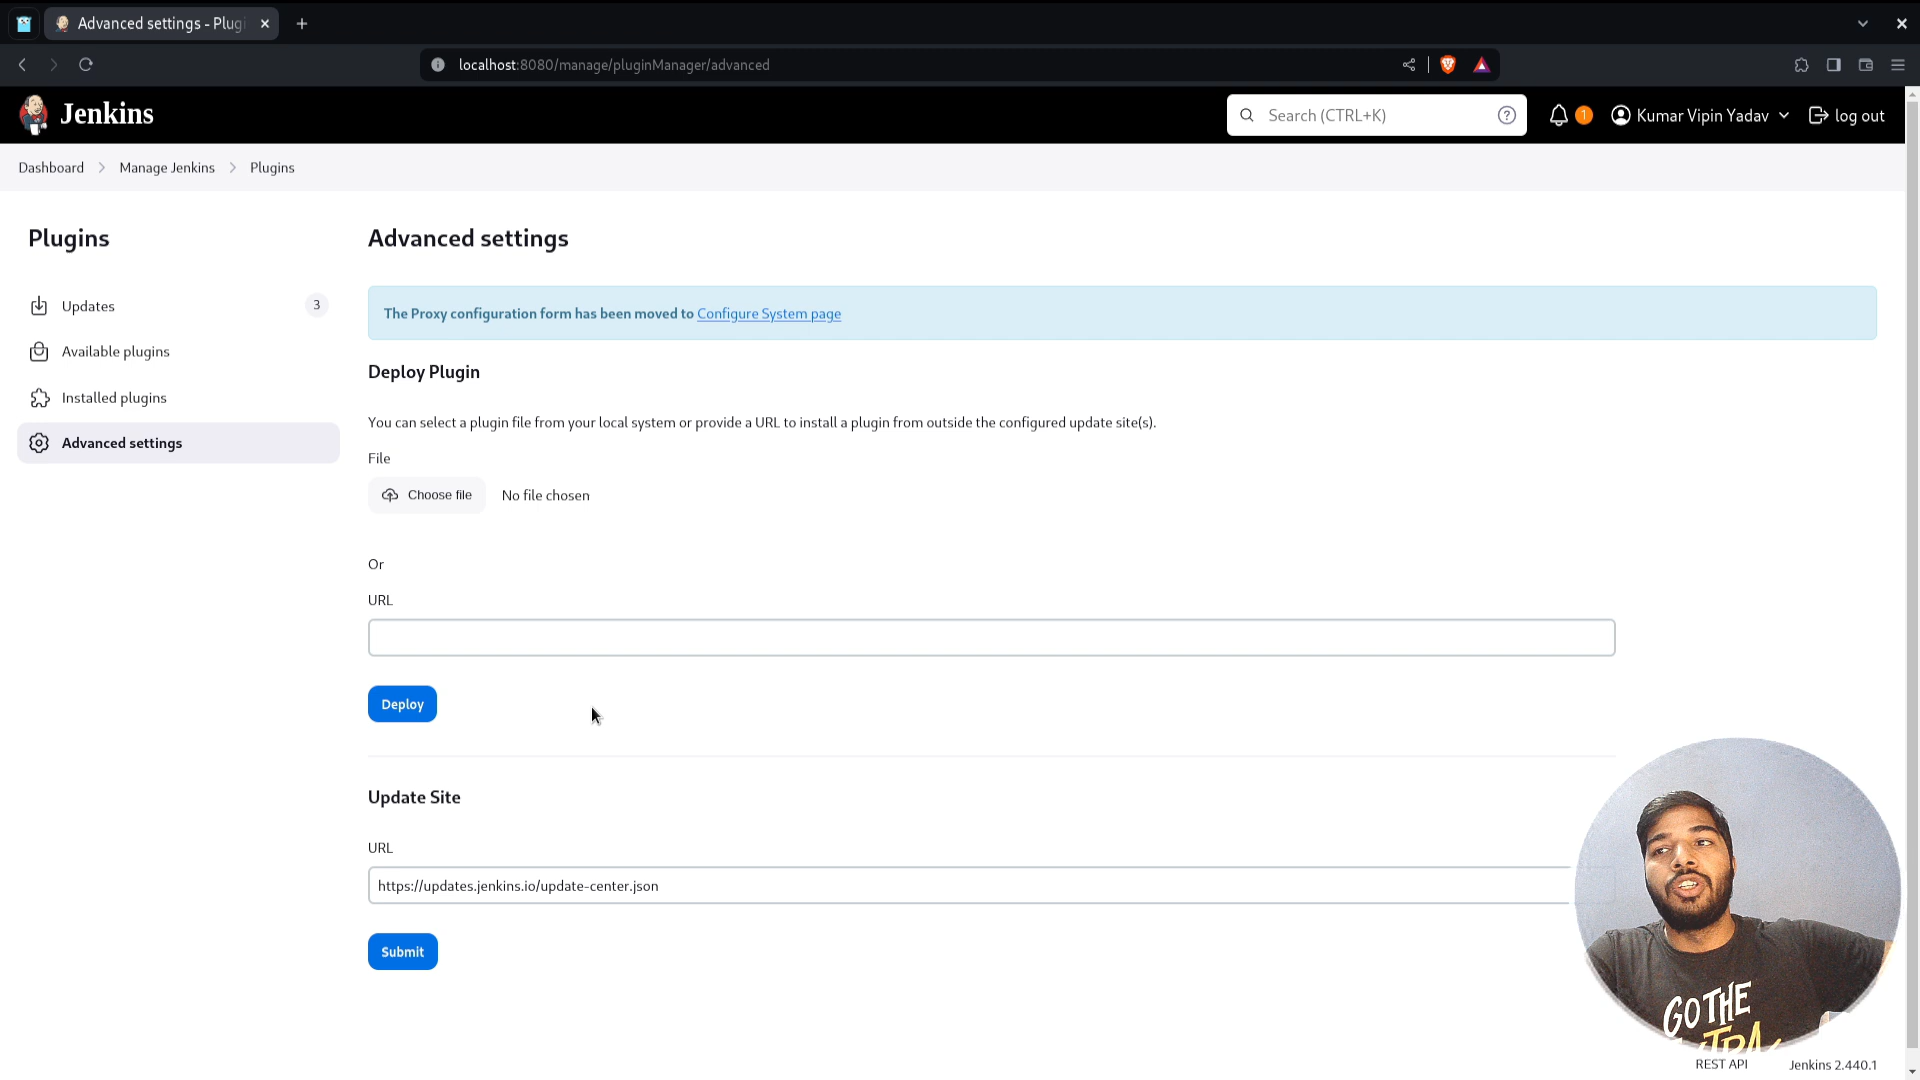 Advanced settings - Plug
localhost:8080/manage/pluginManager/advanced
Jenkins
Search (CTRL+K)
1
Kumar Vipin Yadav
log out
Dashboard
Manage Jenkins
Plugins
Plugins
Updates
3
Available plugins
Installed plugins
Advanced settings
Advanced settings
The Proxy configuration form has been moved to Configure System page
Deploy Plugin
You can select a plugin file from your local system or provide a URL to install a plugin from outside the configured update site(s).
File
Choose file
No file chosen
Or
URL
Deploy
Update Site
URL
https://updates.jenkins.io/update-center.json
Submit
GO THE
REST API
Jenkins 2.440.1